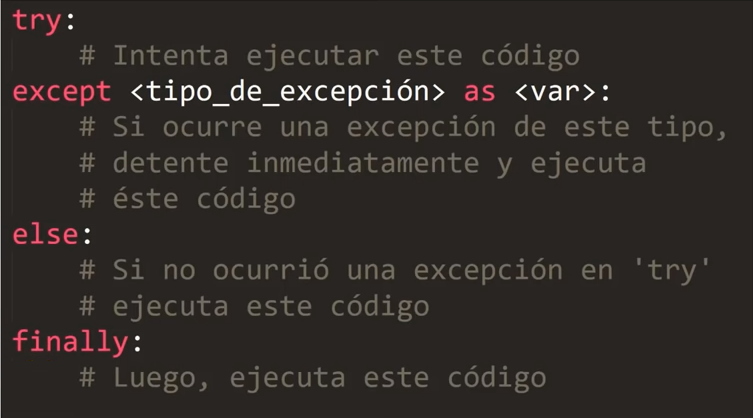 try:
    # Intenta ejecutar este código
except <tipo_de_excepción> as <var>:
    # Si ocurre una excepción de este tipo,
    # detente inmediatamente y ejecuta
    # éste código
else:
    # Si no ocurrió una excepción en 'try'
    # ejecuta este código
finally:
    # Luego, ejecuta este código